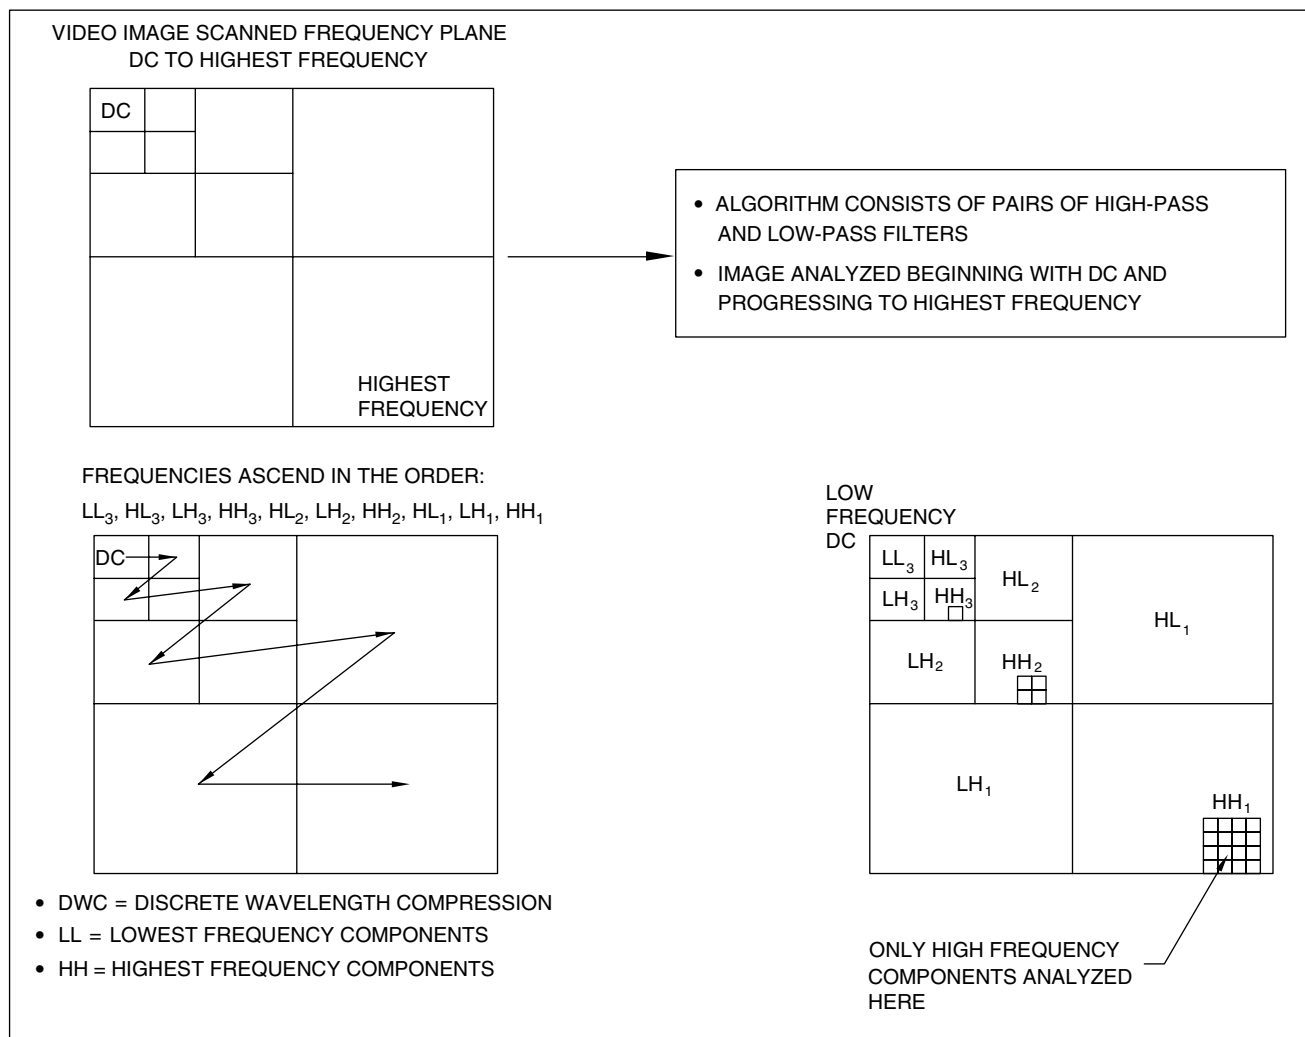 VIDEO IMAGE SCANNED FREQUENCY PLANE
DC TO HIGHEST FREQUENCY
DC
HIGHEST
FREQUENCY
• ALGORITHM CONSISTS OF PAIRS OF HIGH-PASS
AND LOW-PASS FILTERS
• IMAGE ANALYZED BEGINNING WITH DC AND
PROGRESSING TO HIGHEST FREQUENCY
FREQUENCIES ASCEND IN THE ORDER:
LL₃, HL₃, LH₃, HH₃, HL₂, LH₂, HH₂, HL₁, LH₁, HH₁
DC
• DWC = DISCRETE WAVELENGTH COMPRESSION
• LL = LOWEST FREQUENCY COMPONENTS
• HH = HIGHEST FREQUENCY COMPONENTS
LOW
FREQUENCY
DC
LL₃ HL₃
HL₂
LH₃ HH₃
HL₁
LH₂ HH₂
LH₁
HH₁
ONLY HIGH FREQUENCY
COMPONENTS ANALYZED
HERE